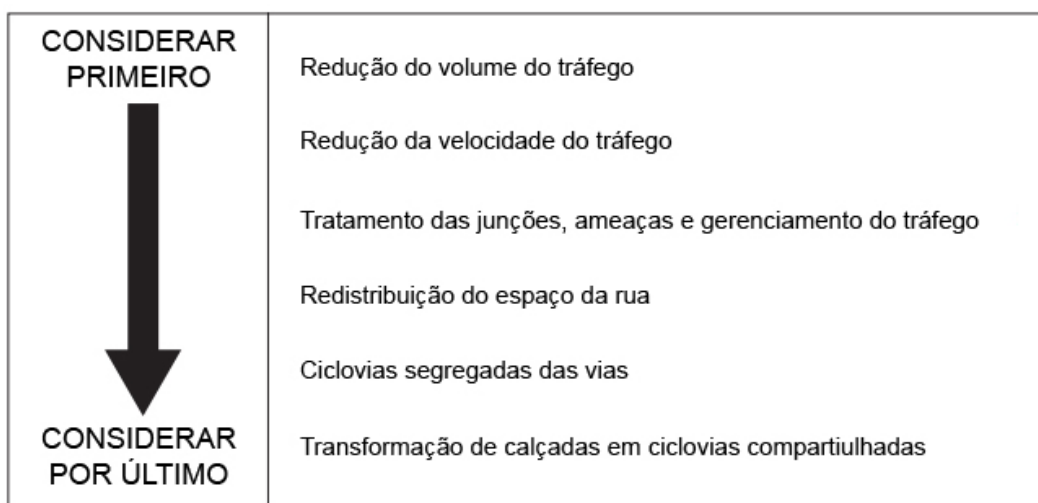 CONSIDERAR
PRIMEIRO
Redução do volume do tráfego
Redução da velocidade do tráfego
Tratamento das junções, ameaças e gerenciamento do tráfego
Redistribuição do espaço da rua
Ciclovias segregadas das vias
CONSIDERAR
POR ÚLTIMO
Transformação de calçadas em ciclovias compartiulhadas